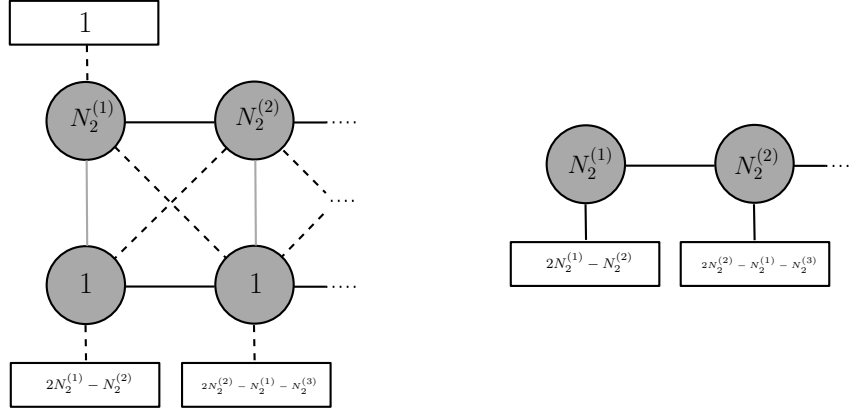 1
N_2^{(1)} N_2^{(2)} ....
....
1 1 ....
2N_2^{(1)} − N_2^{(2)} 2N_2^{(2)} − N_2^{(1)} − N_2^{(3)}
N_2^{(1)} N_2^{(2)} ...
2N_2^{(1)} − N_2^{(2)} 2N_2^{(2)} − N_2^{(1)} − N_2^{(3)}